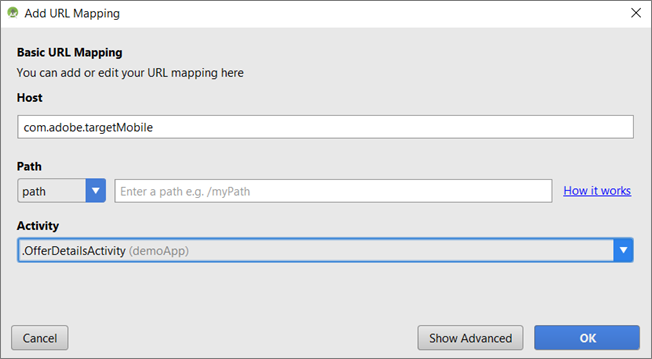 Add URL Mapping
Basic URL Mapping
You can add or edit your URL mapping here
Host
com.adobe.targetMobile
Path
path Enter a path e.g. /myPath How it works
Activity
.OfferDetailsActivity (demoApp)
Cancel Show Advanced OK